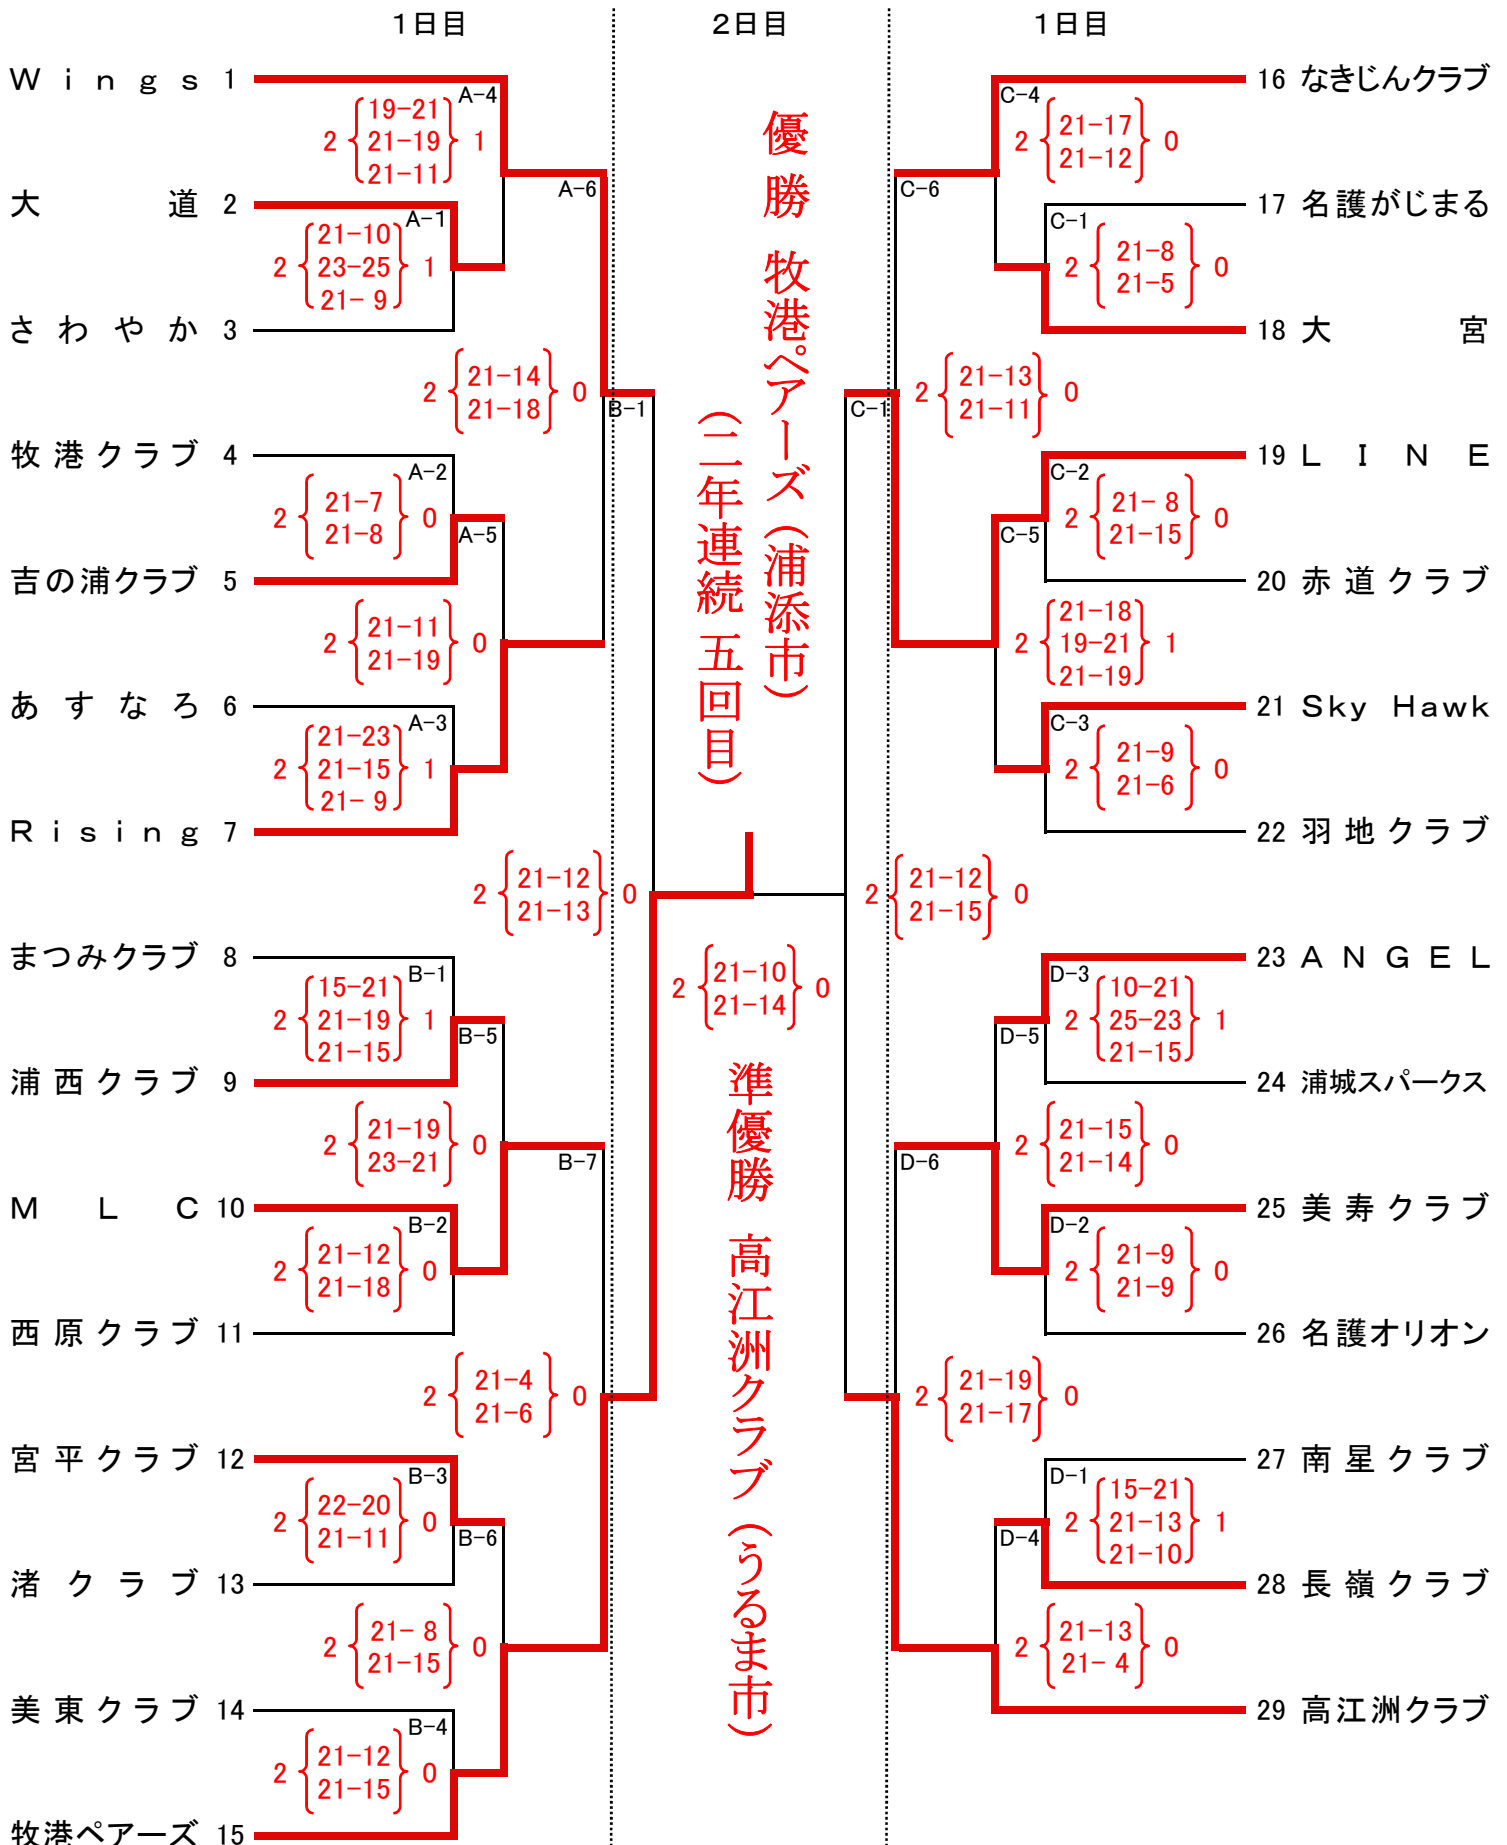 1日目
2日目
1日目
Wings 1
A-4
19-21
2 21-19 1
21-11
大道 2
A-1
21-10
2 23-25 1
21- 9
さわやか 3
A-6
21-14
2 0
21-18
B-1
牧港クラブ 4
A-2
21-7
2 0
21-8
A-5
吉の浦クラブ 5
21-11
2 0
21-19
あすなろ 6
A-3
21-23
2 21-15 1
21- 9
Rising 7
21-12
2 0
21-13
まつみクラブ 8
B-1
15-21
2 21-19 1
21-15
B-5
浦西クラブ 9
21-19
2 0
23-21
B-7
MLC 10
B-2
21-12
2 0
21-18
西原クラブ 11
21-4
2 0
21-6
宮平クラブ 12
B-3
22-20
2 0
21-11
B-6
渚クラブ 13
21- 8
2 0
21-15
美東クラブ 14
B-4
21-12
2 0
21-15
牧港ペアーズ 15
優勝 牧港ペアーズ(浦添市)
(二年連続 五回目)
21-10
2 0
21-14
準優勝 高江洲クラブ(うるま市)
16 なきじんクラブ
C-4
21-17
2 0
21-12
C-6
17 名護がじまる
C-1
21-8
2 0
21-5
18 大宮
21-13
2 0
21-11
C-1
19 LINE
C-2
21- 8
2 0
21-15
C-5
20 赤道クラブ
21-18
2 19-21 1
21-19
21 Sky Hawk
C-3
21-9
2 0
21-6
22 羽地クラブ
21-12
2 0
21-15
23 ANGEL
D-3
10-21
2 25-23 1
21-15
D-5
24 浦城スパークス
21-15
2 0
21-14
D-6
25 美寿クラブ
D-2
21-9
2 0
21-9
26 名護オリオン
21-19
2 0
21-17
27 南星クラブ
D-1
15-21
2 21-13 1
21-10
D-4
28 長嶺クラブ
21-13
2 0
21- 4
29 高江洲クラブ